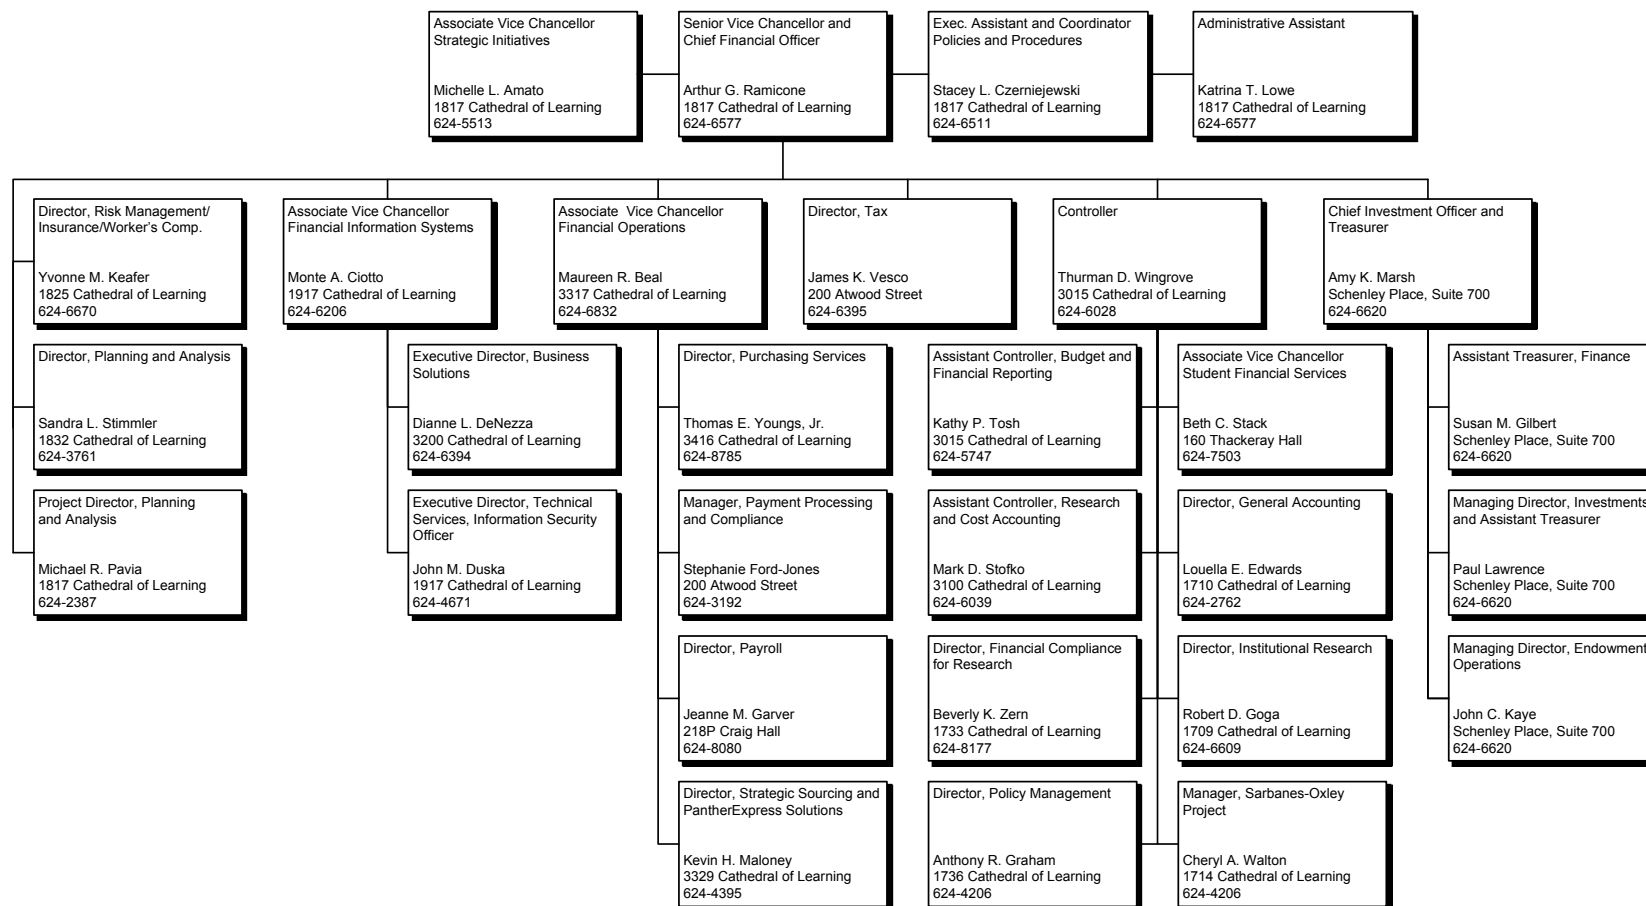 Associate Vice Chancellor
Strategic Initiatives
Michelle L. Amato
1817 Cathedral of Learning
624-5513
Senior Vice Chancellor and
Chief Financial Officer
Arthur G. Ramicone
1817 Cathedral of Learning
624-6577
Exec. Assistant and Coordinator
Policies and Procedures
Stacey L. Czerniejewski
1817 Cathedral of Learning
624-6511
Administrative Assistant
Katrina T. Lowe
1817 Cathedral of Learning
624-6577
Director, Risk Management/
Insurance/Worker's Comp.
Yvonne M. Keafer
1825 Cathedral of Learning
624-6670
Associate Vice Chancellor
Financial Information Systems
Monte A. Ciotto
1917 Cathedral of Learning
624-6206
Associate  Vice Chancellor
Financial Operations
Maureen R. Beal
3317 Cathedral of Learning
624-6832
Director, Tax
James K. Vesco
200 Atwood Street
624-6395
Controller
Thurman D. Wingrove
3015 Cathedral of Learning
624-6028
Chief Investment Officer and
Treasurer
Amy K. Marsh
Schenley Place, Suite 700
624-6620
Director, Planning and Analysis
Sandra L. Stimmler
1832 Cathedral of Learning
624-3761
Executive Director, Business
Solutions
Dianne L. DeNezza
3200 Cathedral of Learning
624-6394
Director, Purchasing Services
Thomas E. Youngs, Jr.
3416 Cathedral of Learning
624-8785
Assistant Controller, Budget and
Financial Reporting
Kathy P. Tosh
3015 Cathedral of Learning
624-5747
Associate Vice Chancellor
Student Financial Services
Beth C. Stack
160 Thackeray Hall
624-7503
Assistant Treasurer, Finance
Susan M. Gilbert
Schenley Place, Suite 700
624-6620
Project Director, Planning
and Analysis
Michael R. Pavia
1817 Cathedral of Learning
624-2387
Executive Director, Technical
Services, Information Security
Officer
John M. Duska
1917 Cathedral of Learning
624-4671
Manager, Payment Processing
and Compliance
Stephanie Ford-Jones
200 Atwood Street
624-3192
Assistant Controller, Research
and Cost Accounting
Mark D. Stofko
3100 Cathedral of Learning
624-6039
Director, General Accounting
Louella E. Edwards
1710 Cathedral of Learning
624-2762
Managing Director, Investments
and Assistant Treasurer
Paul Lawrence
Schenley Place, Suite 700
624-6620
Director, Payroll
Jeanne M. Garver
218P Craig Hall
624-8080
Director, Financial Compliance
for Research
Beverly K. Zern
1733 Cathedral of Learning
624-8177
Director, Institutional Research
Robert D. Goga
1709 Cathedral of Learning
624-6609
Managing Director, Endowment
Operations
John C. Kaye
Schenley Place, Suite 700
624-6620
Director, Strategic Sourcing and
PantherExpress Solutions
Kevin H. Maloney
3329 Cathedral of Learning
624-4395
Director, Policy Management
Anthony R. Graham
1736 Cathedral of Learning
624-4206
Manager, Sarbanes-Oxley
Project
Cheryl A. Walton
1714 Cathedral of Learning
624-4206